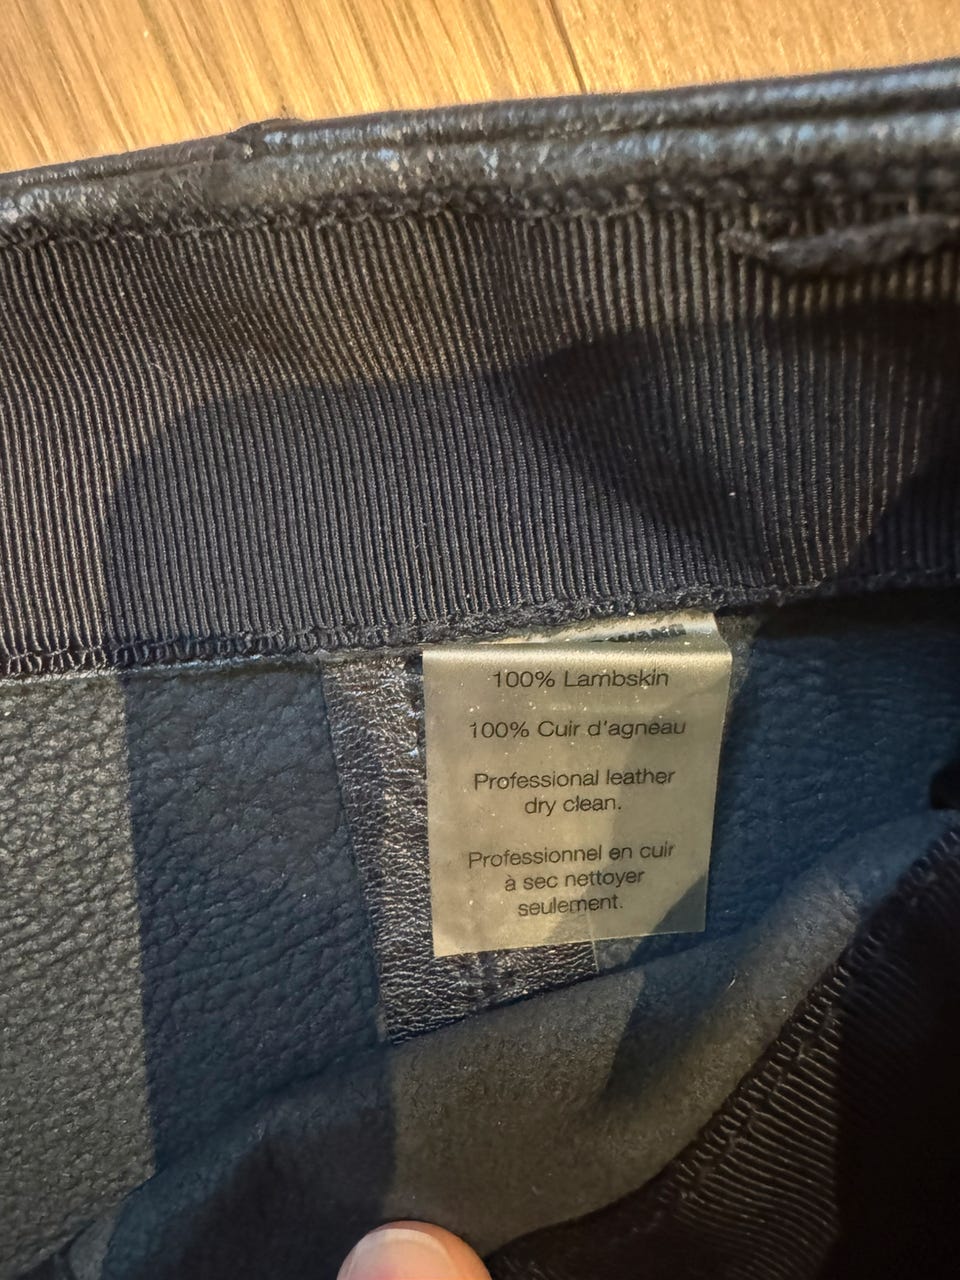 100% Lambskin
100% Cuir d'agneau
Professional leather
dry clean.
Professionnel en cuir
à sec nettoyer
seulement.